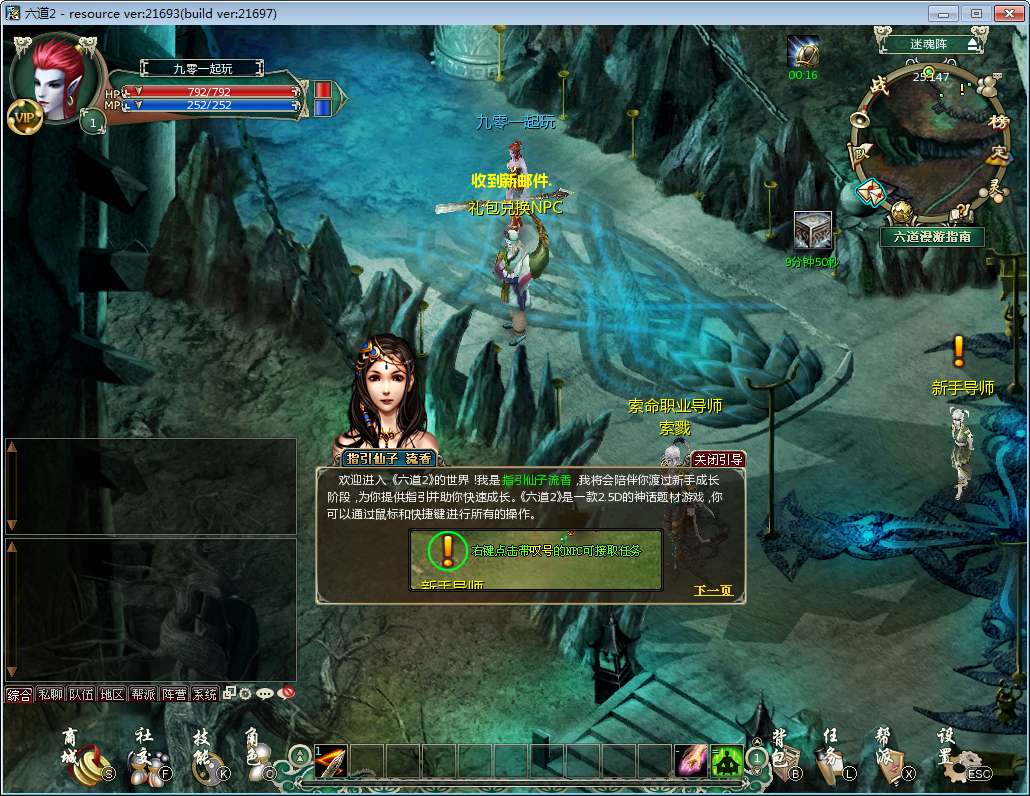 六道2 - resource ver:21693(build ver:21697)
九零一起玩
HP 792/792
MP 252/252
VIP
1
00:16
迷魂阵
25:147
战
榜
队
定
灵
六道漫游指南
9分钟50秒
九零一起玩
收到新邮件.
礼包兑换NPC
新手导师
索命职业导师
索戮
指引仙子 流香
关闭引导
欢迎进入《六道2》的世界!我是指引仙子流香,我将会陪伴你渡过新手成长
阶段,为你提供指引并助你快速成长。《六道2》是一款2.5D的神话题材游戏,你
可以通过鼠标和快捷键进行所有的操作。
右键点击带叹号的NPC可接取任务
新手导师
下一页
综合 私聊 队伍 地区 帮派 阵营 系统
商城 S
社交 F
技能 K
角色 Q
1
- =
1
背包 B
任务 L
帮派 X
设置 ESC